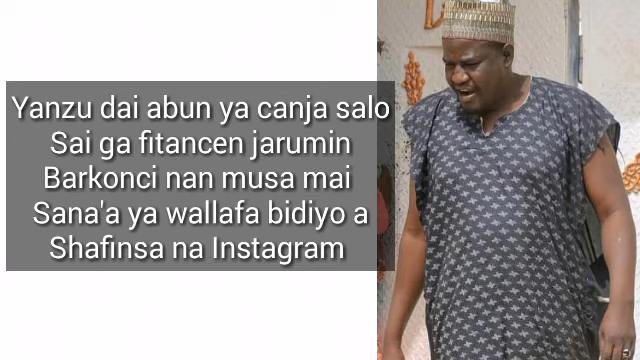 Yanzu dai abun ya canja salo
Sai ga fitancen jarumin
Barkonci nan musa mai
Sana'a ya wallafa bidiyo a
Shafinsa na Instagram